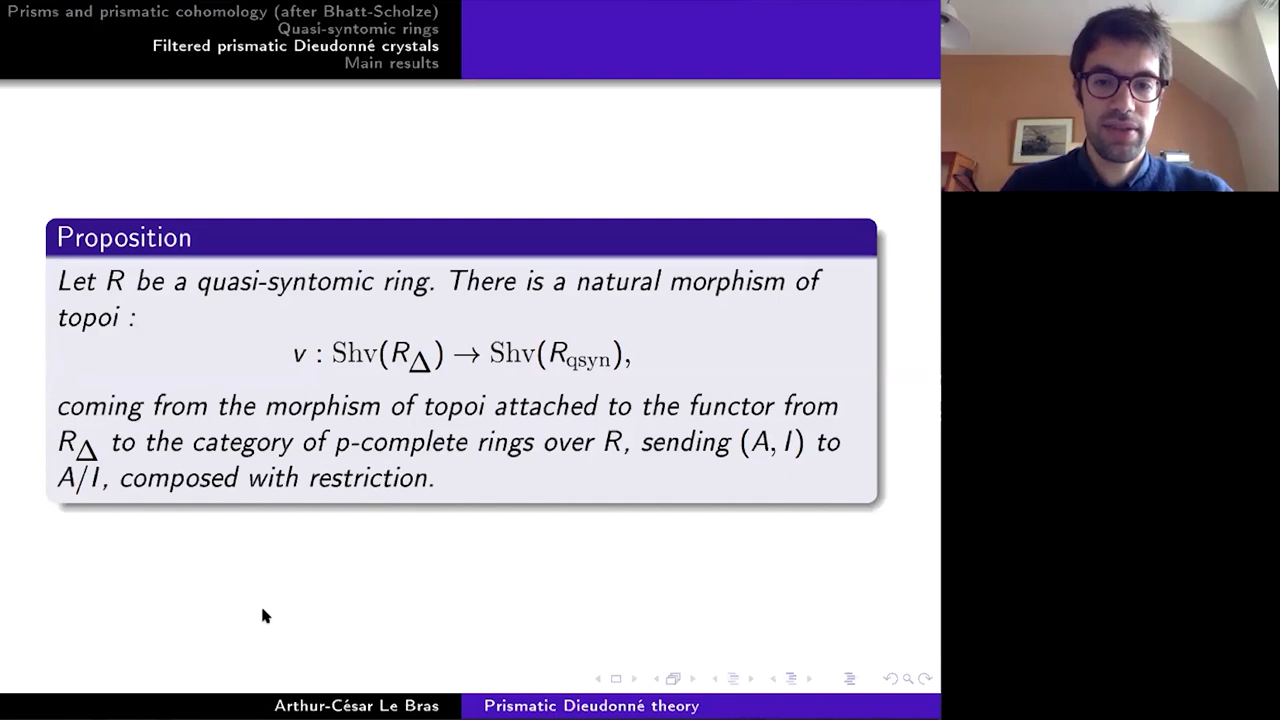 Prisms and prismatic cohomology (after Bhatt-Scholze)
Quasi-syntomic rings
Filtered prismatic Dieudonné crystals
Main results
Proposition
Let R be a quasi-syntomic ring. There is a natural morphism of
topoi :
v : Shv(R_Δ) → Shv(R_qsyn),
coming from the morphism of topoi attached to the functor from
R_Δ to the category of p-complete rings over R, sending (A, I) to
A/I, composed with restriction.
Arthur-César Le Bras
Prismatic Dieudonné theory